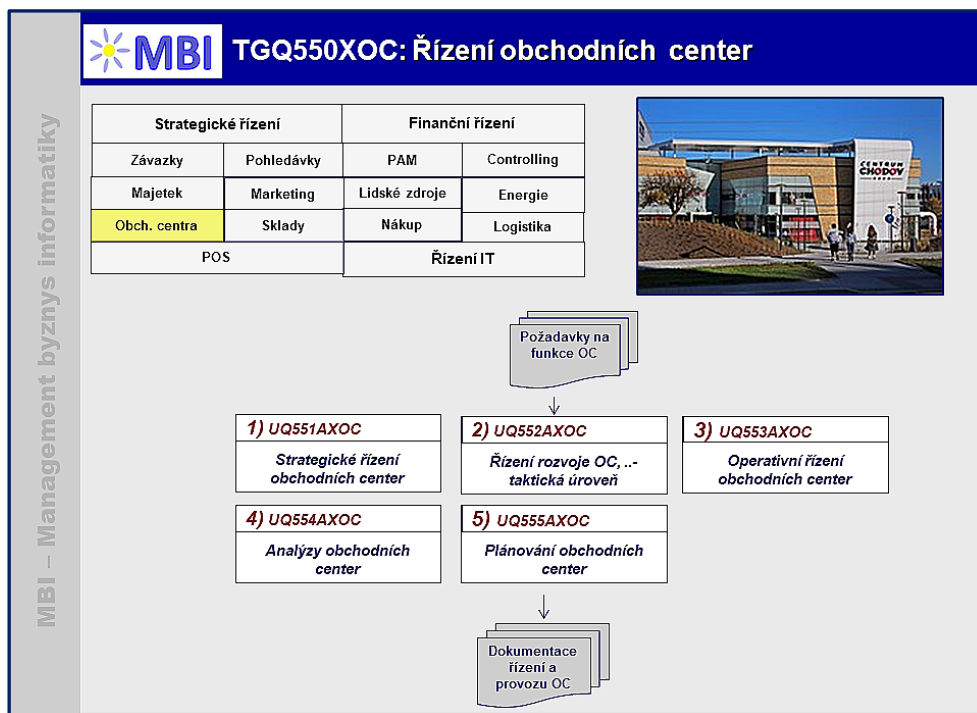 MBI
TGQ550XOC: Řízení obchodních center
MBI – Management byznys informatiky
Strategické řízení
Finanční řízení
Závazky
Pohledávky
PAM
Controlling
Majetek
Marketing
Lidské zdroje
Energie
Obch. centra
Sklady
Nákup
Logistika
POS
Řízení IT
CENTRUM
CHODOV
Požadavky na
funkce OC
1) UQ551AXOC
Strategické řízení
obchodních center
2) UQ552AXOC
Řízení rozvoje OC, ..-
taktická úroveň
3) UQ553AXOC
Operativní řízení
obchodních center
4) UQ554AXOC
Analýzy obchodních
center
5) UQ555AXOC
Plánování obchodních
center
Dokumentace
řízení a
provozu OC